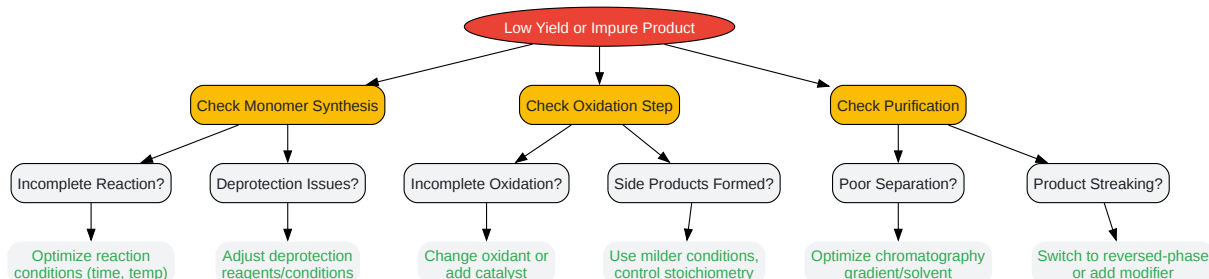 Low Yield or Impure Product
Check Monomer Synthesis
Check Oxidation Step
Check Purification
Incomplete Reaction?
Deprotection Issues?
Incomplete Oxidation?
Side Products Formed?
Poor Separation?
Product Streaking?
Optimize reaction
conditions (time, temp)
Adjust deprotection
reagents/conditions
Change oxidant or
add catalyst
Use milder conditions,
control stoichiometry
Optimize chromatography
gradient/solvent
Switch to reversed-phase
or add modifier